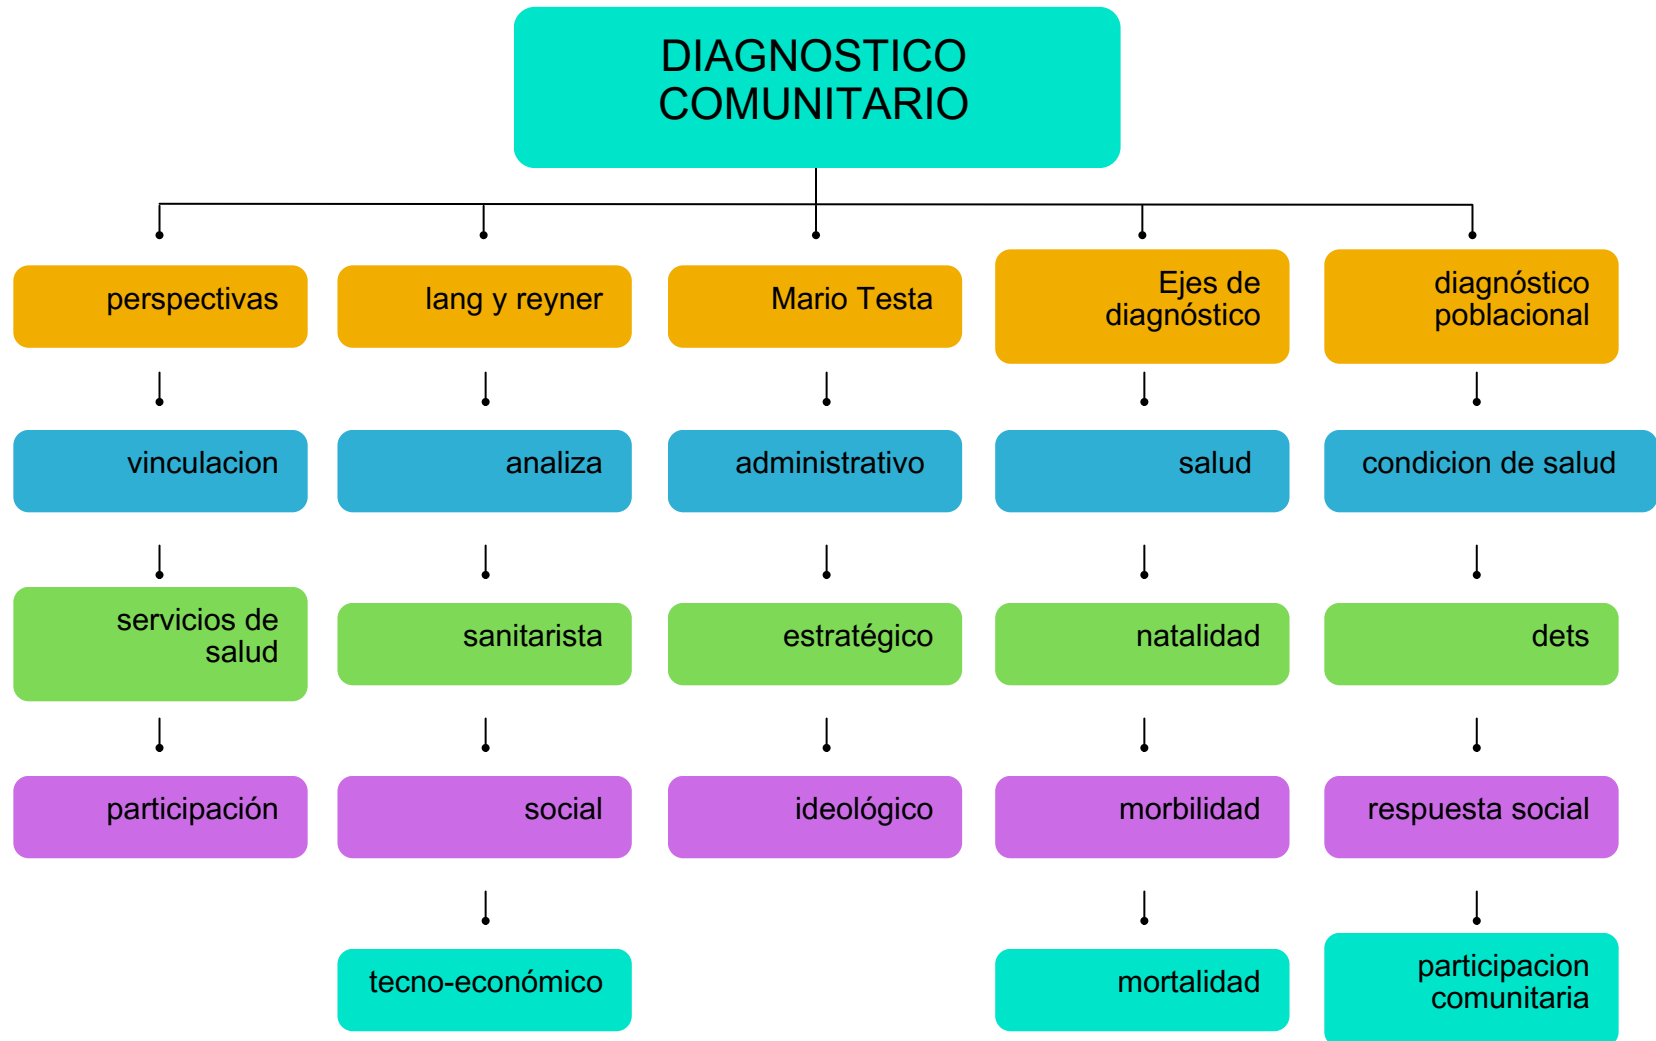 DIAGNOSTICO
COMUNITARIO
perspectivas
lang y reyner
Mario Testa
Ejes de
diagnóstico
diagnóstico
poblacional
vinculacion
analiza
administrativo
salud
condicion de salud
servicios de
salud
sanitarista
estratégico
natalidad
dets
participación
social
ideológico
morbilidad
respuesta social
tecno-económico
mortalidad
participacion
comunitaria